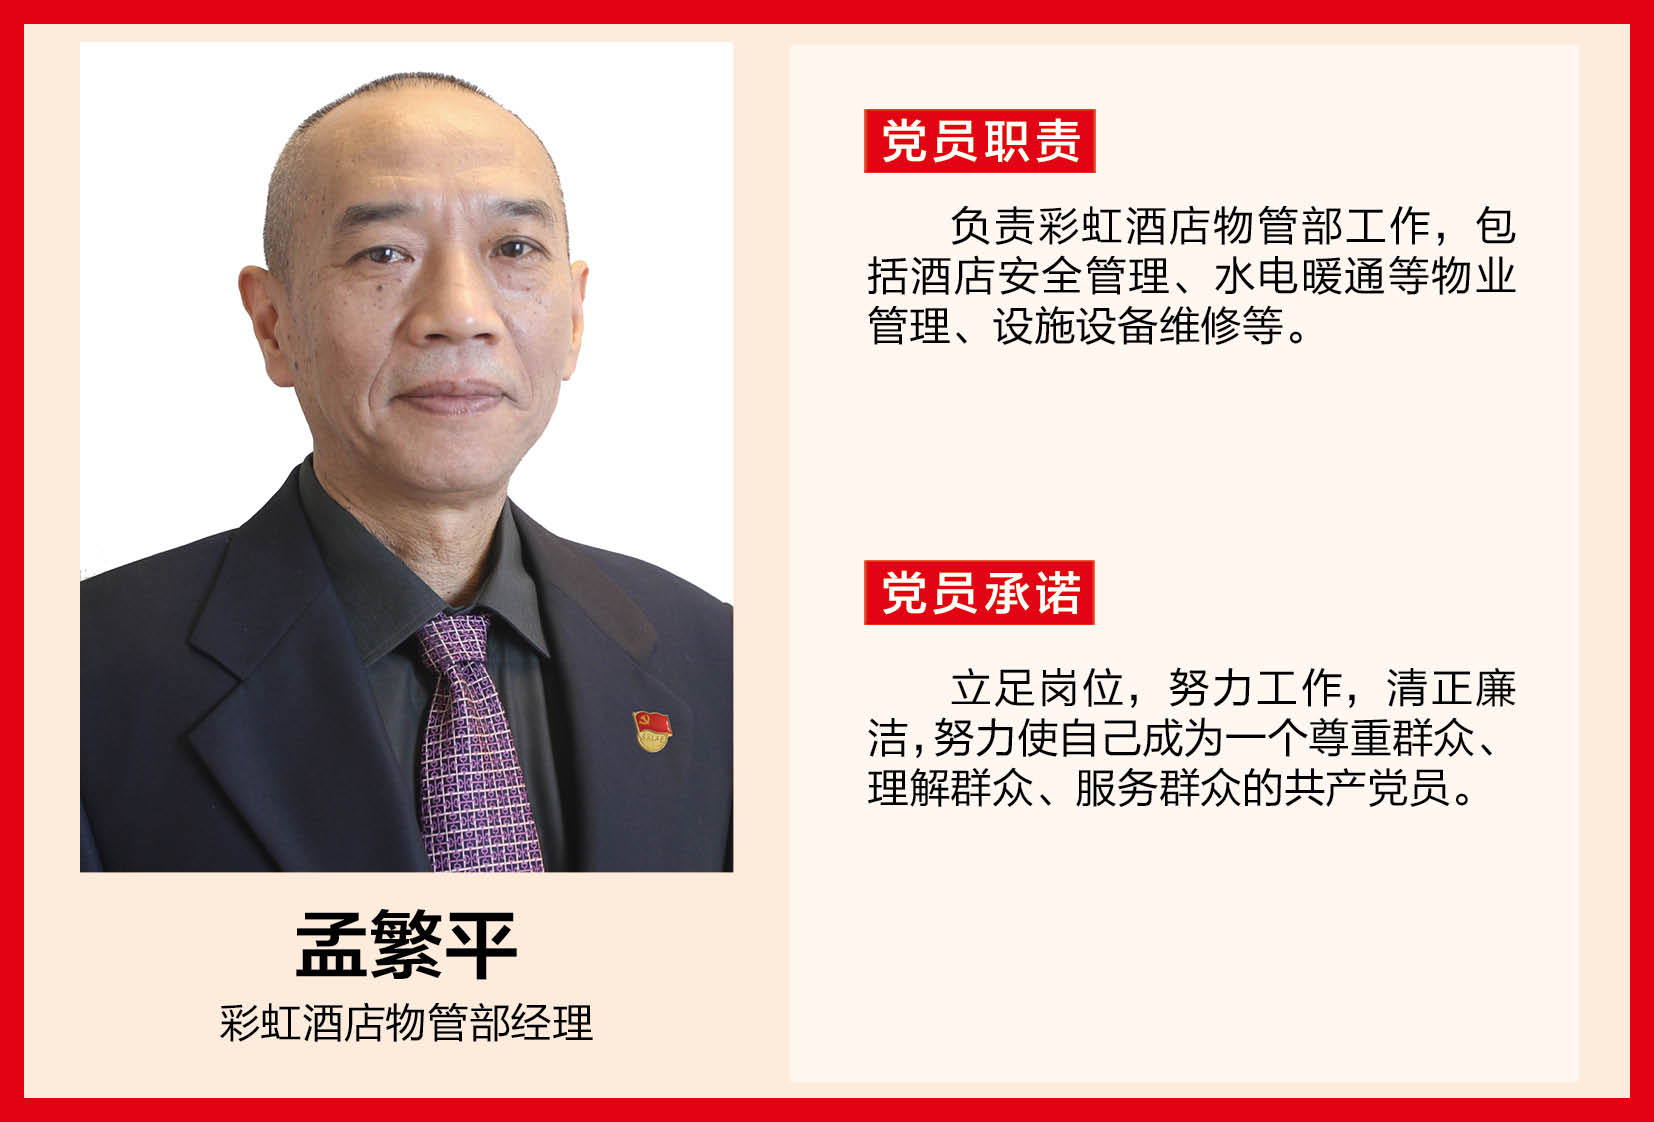 孟繁平
彩虹酒店物管部经理
党员职责
负责彩虹酒店物管部工作，包
括酒店安全管理、水电暖通等物业
管理、设施设备维修等。
党员承诺
立足岗位，努力工作，清正廉
洁，努力使自己成为一个尊重群众、
理解群众、服务群众的共产党员。